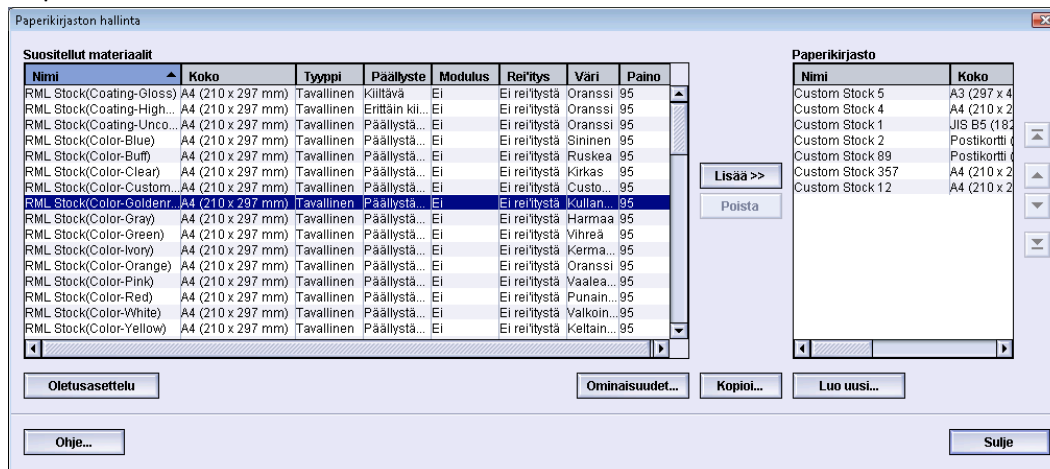 Paperikirjaston hallinta
Suositellut materiaalit
Nimi Koko Tyyppi Päällyste Modulus Rei'itys Väri Paino
RML Stock(Coating-Gloss) A4 (210 x 297 mm) Tavallinen Kiiltävä Ei Ei rei'itystä Oranssi 95
RML Stock(Coating-High... A4 (210 x 297 mm) Tavallinen Erittäin kii... Ei Ei rei'itystä Oranssi 95
RML Stock(Coating-Unco... A4 (210 x 297 mm) Tavallinen Päällystä... Ei Ei rei'itystä Oranssi 95
RML Stock(Color-Blue) A4 (210 x 297 mm) Tavallinen Päällystä... Ei Ei rei'itystä Sininen 95
RML Stock(Color-Buff) A4 (210 x 297 mm) Tavallinen Päällystä... Ei Ei rei'itystä Ruskea 95
RML Stock(Color-Clear) A4 (210 x 297 mm) Tavallinen Päällystä... Ei Ei rei'itystä Kirkas 95
RML Stock(Color-Custom... A4 (210 x 297 mm) Tavallinen Päällystä... Ei Ei rei'itystä Custo... 95
RML Stock(Color-Goldenr... A4 (210 x 297 mm) Tavallinen Päällystä... Ei Ei rei'itystä Kullan... 95
RML Stock(Color-Gray) A4 (210 x 297 mm) Tavallinen Päällystä... Ei Ei rei'itystä Harmaa 95
RML Stock(Color-Green) A4 (210 x 297 mm) Tavallinen Päällystä... Ei Ei rei'itystä Vihreä 95
RML Stock(Color-Ivory) A4 (210 x 297 mm) Tavallinen Päällystä... Ei Ei rei'itystä Kerma... 95
RML Stock(Color-Orange) A4 (210 x 297 mm) Tavallinen Päällystä... Ei Ei rei'itystä Oranssi 95
RML Stock(Color-Pink) A4 (210 x 297 mm) Tavallinen Päällystä... Ei Ei rei'itystä Vaalea... 95
RML Stock(Color-Red) A4 (210 x 297 mm) Tavallinen Päällystä... Ei Ei rei'itystä Punain... 95
RML Stock(Color-White) A4 (210 x 297 mm) Tavallinen Päällystä... Ei Ei rei'itystä Valkoin... 95
RML Stock(Color-Yellow) A4 (210 x 297 mm) Tavallinen Päällystä... Ei Ei rei'itystä Keltain... 95
Lisää >>
Poista
Paperikirjasto
Nimi Koko
Custom Stock 5 A3 (297 x 4
Custom Stock 4 A4 (210 x 2
Custom Stock 1 JIS B5 (182
Custom Stock 2 Postikortti (
Custom Stock 89 Postikortti (
Custom Stock 357 A4 (210 x 2
Custom Stock 12 A4 (210 x 2
Oletusasettelu Ominaisuudet... Kopioi... Luo uusi...
Ohje... Sulje